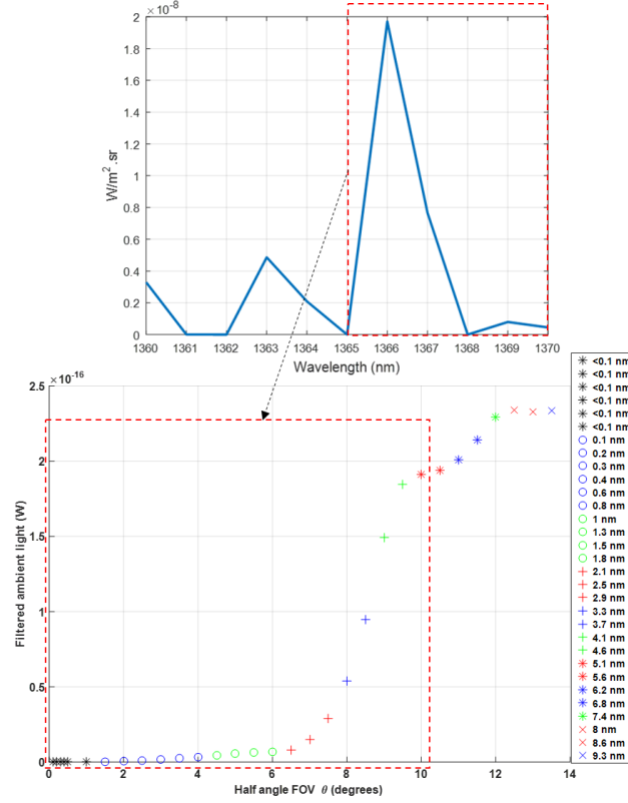 ×10⁻⁸
2
1.8
1.6
1.4
1.2
1
0.8
0.6
0.4
0.2
0
W/m².sr
1360 1361 1362 1363 1364 1365 1366 1367 1368 1369 1370
Wavelength (nm)
2.5 ×10⁻¹⁶
2
1.5
1
0.5
0
Filtered ambient light (W)
0 2 4 6 8 10 12 14
Half angle FOV θ (degrees)
<0.1 nm
<0.1 nm
<0.1 nm
<0.1 nm
<0.1 nm
<0.1 nm
0.1 nm
0.2 nm
0.3 nm
0.4 nm
0.6 nm
0.8 nm
1 nm
1.3 nm
1.5 nm
1.8 nm
2.1 nm
2.5 nm
2.9 nm
3.3 nm
3.7 nm
4.1 nm
4.6 nm
5.1 nm
5.6 nm
6.2 nm
6.8 nm
7.4 nm
8 nm
8.6 nm
9.3 nm